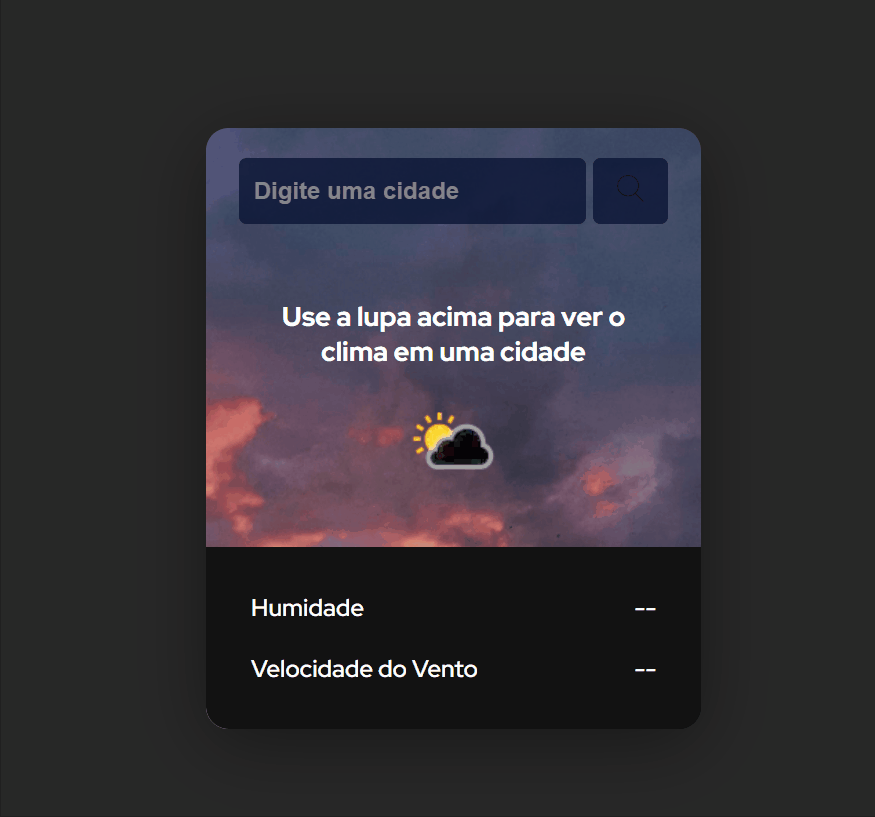 Digite uma cidade
Use a lupa acima para ver o
clima em uma cidade
Humidade --
Velocidade do Vento --